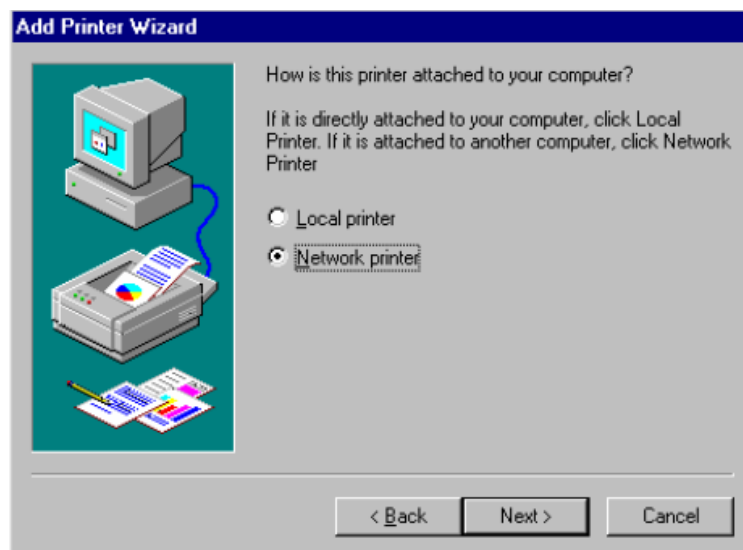 Add Printer Wizard
How is this printer attached to your computer?
If it is directly attached to your computer, click Local
Printer. If it is attached to another computer, click Network
Printer
Local printer
Network printer
< Back
Next >
Cancel